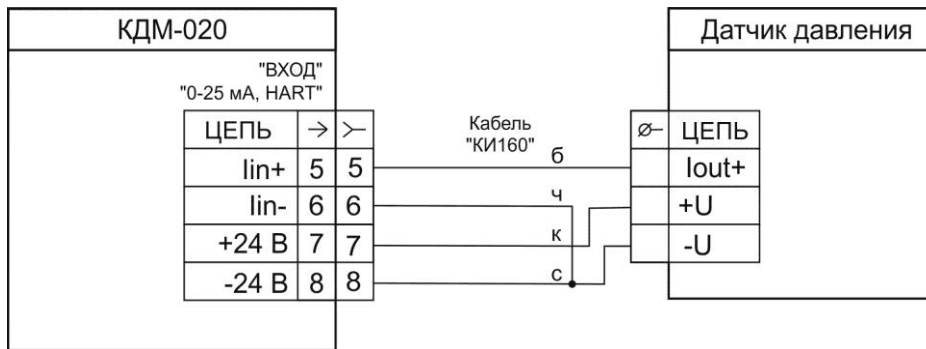 КДМ-020
Датчик давления
"ВХОД"
"0-25 мА, HART"
ЦЕПЬ
Кабель
"КИ160"
ЦЕПЬ
Iin+ 5 5 б Iout+
Iin- 6 6 ч +U
+24 В 7 7 к -U
-24 В 8 8 с